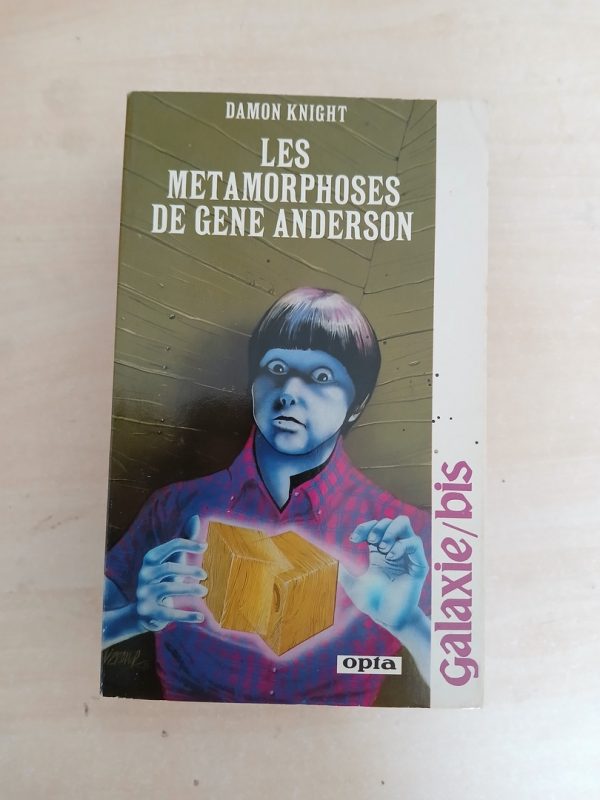 DAMON KNIGHT
LES
METAMORPHOSES
DE GENE ANDERSON
galaxie/bis
opta